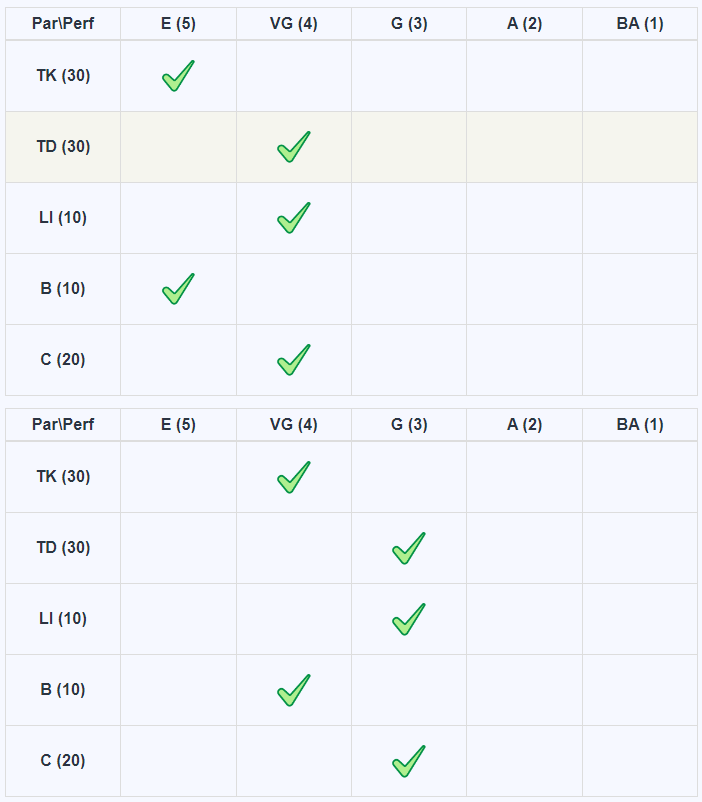 Par\Perf E (5) VG (4) G (3) A (2) BA (1)
TK (30)
TD (30)
LI (10)
B (10)
C (20)
Par\Perf E (5) VG (4) G (3) A (2) BA (1)
TK (30)
TD (30)
LI (10)
B (10)
C (20)